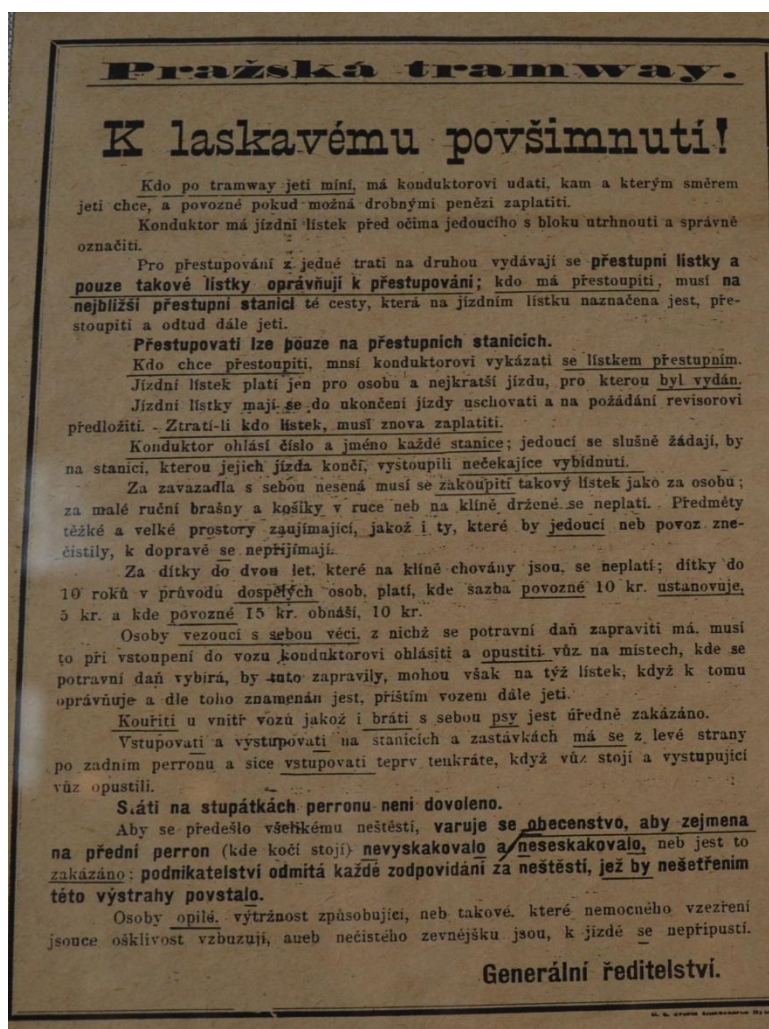 Pražská tramway.
K laskavému povšimnutí!
Kdo po tramway jeti míní, má konduktorovi udati, kam a kterým směrem
jeti chce, a povozné pokud možná drobnými penězi zaplatiti.
Konduktor má jízdní lístek před očima jedoucího s bloku utrhnouti a správně
označiti.
Pro přestupování z jedné trati na druhou vydávají se přestupní lístky a
pouze takové lístky oprávňují k přestupování; kdo má přestoupiti, musí na
nejbližší přestupní stanici té cesty, která na jízdním lístku naznačena jest, pře-
stoupiti a odtud dále jeti.
Přestupovati lze pouze na přestupních stanicích.
Kdo chce přestoupiti, mnsí konduktorovi vykázati se lístkem přestupním.
Jízdní lístek platí jen pro osobu a nejkratší jízdu, pro kterou byl vydán.
Jízdní lístky mají se do ukončení jízdy uschovati a na požádání revisorovi
předložiti. Ztratí-li kdo lístek, musí znova zaplatiti.
Konduktor ohlásí číslo a jméno každé stanice; jedoucí se slušně žádají, by
na stanici, kterou jejich jízda končí, vystoupili nečekajíce vybídnutí.
Za zavazadla s sebou nesená musí se zakoupiti takový lístek jako za osobu;
za malé ruční brašny a košíky v ruce neb na klíně držené se neplatí. Předměty
těžké a velké prostory zaujímající, jakož i ty, které by jedoucí neb povoz zne-
čistily, k dopravě se nepřijímají.
Za dítky do dvou let, které na klíně chovány jsou, se neplatí; dítky do
10 roků v průvodu dospělých osob, platí, kde sazba povozné 10 kr. ustanovuje,
5 kr. a kde povozné 15 kr. obnáší, 10 kr.
Osoby vezoucí s sebou věci, z nichž se potravní daň zapraviti má, musí
to při vstoupení do vozu konduktorovi ohlásiti a opustiti vůz na místech, kde se
potravní daň vybírá, by tuto zapravily, mohou však na týž lístek, když k tomu
oprávňuje a dle toho znamenán jest, příštím vozem dále jeti.
Kouřiti u vnitř vozů jakož i bráti s sebou psy jest úředně zakázáno.
Vstupovati a vystupovati na stanicích a zastávkách má se z levé strany
po zadním perronu a sice vstupovati teprv tenkráte, když vůz stojí a vystupující
vůz opustili.
Státi na stupátkách perronu není dovoleno.
Aby se předešlo všelikému neštěstí, varuje se obecenstvo, aby zejmena
na přední perron (kde kočí stojí) nevyskakovalo a neseskakovalo, neb jest to
zakázáno: podnikatelství odmítá každé zodpovídání za neštěstí, jež by nešetřením
této výstrahy povstalo.
Osoby opilé, výtržnost způsobující, neb takové, které nemocného vzezření
jsouce ošklivost vzbuzují, aneb nečistého zevnějšku jsou, k jízdě se nepřipustí.
Generální ředitelství.